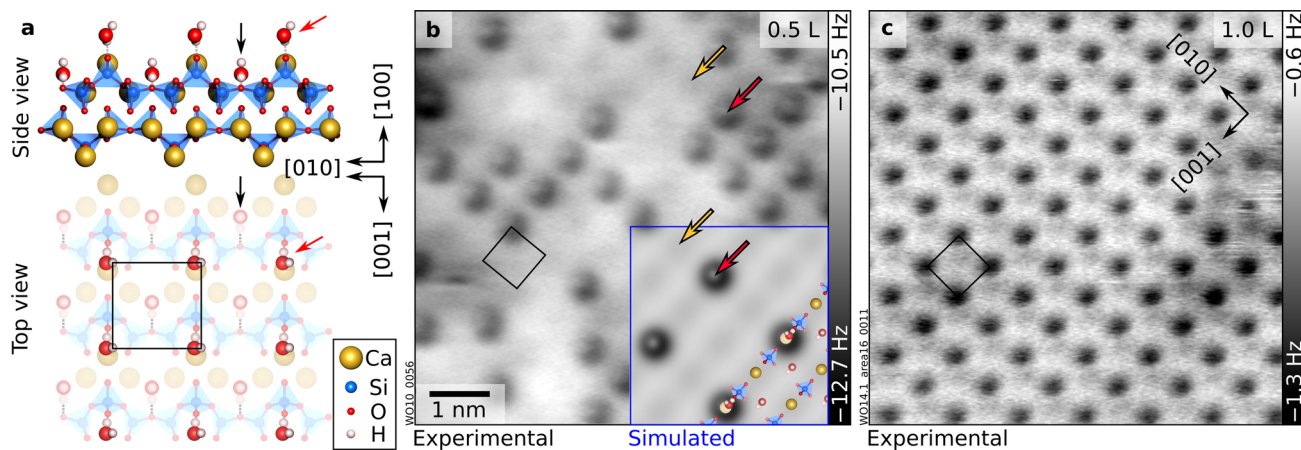 a
Side view
[100]
[010]
[001]
Top view
Ca
Si
O
H
b
0.5 L
−10.5 Hz
−12.7 Hz
WO10_0056
1 nm
Experimental
Simulated
c
1.0 L
−0.6 Hz
−1.3 Hz
[010]
[001]
WO14.1_area16_0011
Experimental